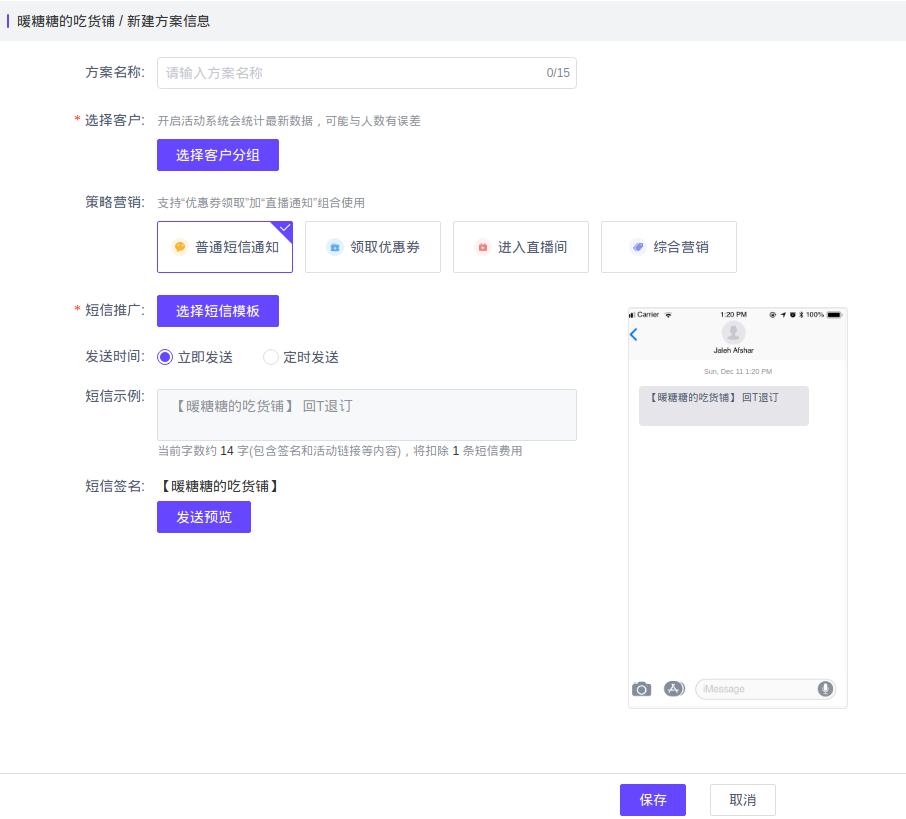 暖糖糖的吃货铺 / 新建方案信息
方案名称: 请输入方案名称 0/15
* 选择客户: 开启活动系统会统计最新数据，可能与人数有误差
选择客户分组
策略营销: 支持“优惠券领取”加“直播通知”组合使用
普通短信通知 领取优惠券 进入直播间 综合营销
* 短信推广: 选择短信模板
发送时间: 立即发送 定时发送
短信示例: 【暖糖糖的吃货铺】 回T退订
当前字数约 14 字(包含签名和活动链接等内容)，将扣除 1 条短信费用
短信签名: 【暖糖糖的吃货铺】
发送预览
Carrier 1:20 PM 100%
Jaleh Afshar
Sun, Dec 11 1:20 PM
【暖糖糖的吃货铺】 回T退订
iMessage
保存 取消